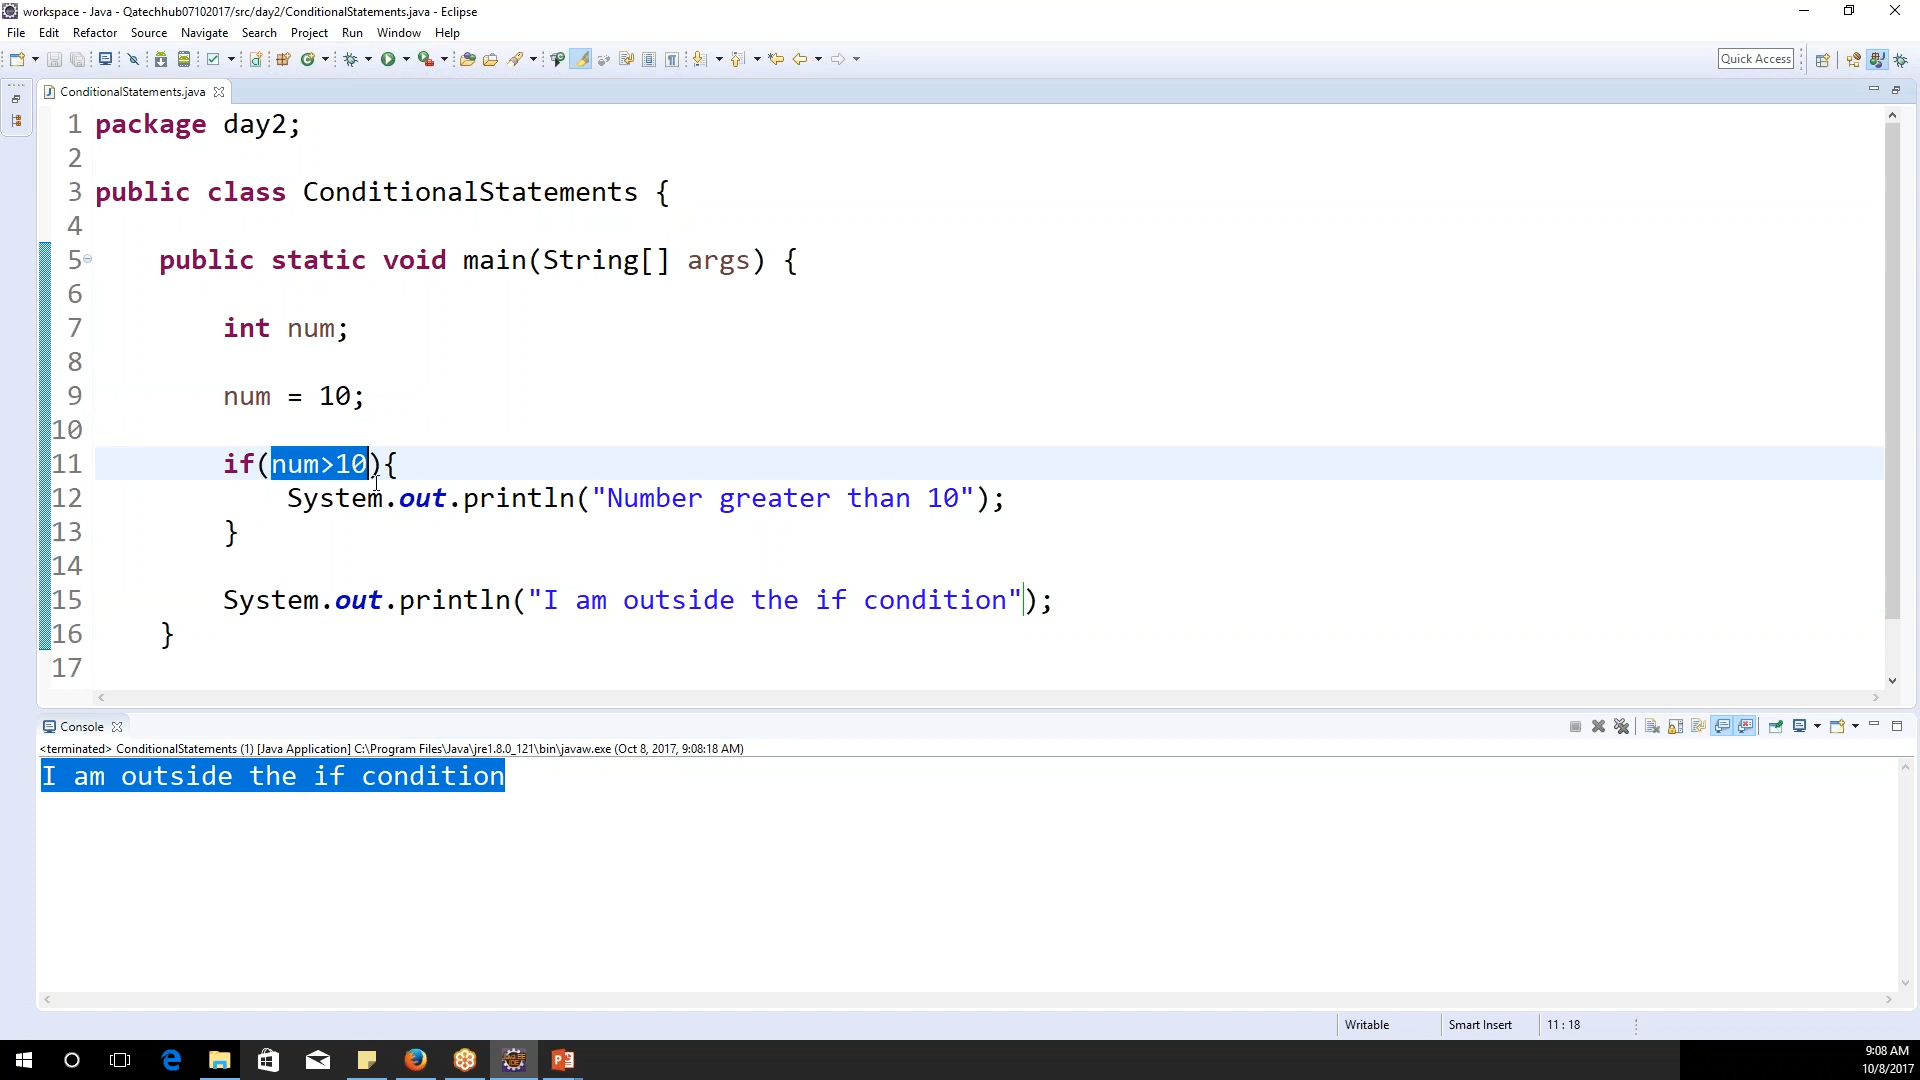 workspace - Java - Qatechhub07102017/src/day2/ConditionalStatements.java - Eclipse
File Edit Refactor Source Navigate Search Project Run Window Help
Quick Access
ConditionalStatements.java
1 package day2;
2
3 public class ConditionalStatements {
4
5 public static void main(String[] args) {
6
7 int num;
8
9 num = 10;
10
11 if(num>10){
12 System.out.println("Number greater than 10");
13 }
14
15 System.out.println("I am outside the if condition");
16 }
17
Console
<terminated> ConditionalStatements (1) [Java Application] C:\Program Files\Java\jre1.8.0_121\bin\javaw.exe (Oct 8, 2017, 9:08:18 AM)
I am outside the if condition
Writable Smart Insert 11 : 18
9:08 AM
10/8/2017